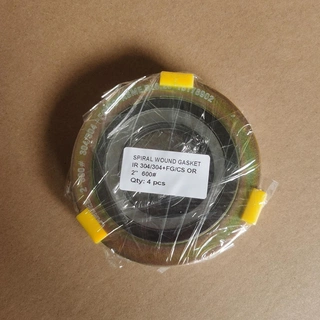 SPIRAL WOUND GASKET
IR 304/304+FG/CS OR
2" 600#
Qty: 4 pcs